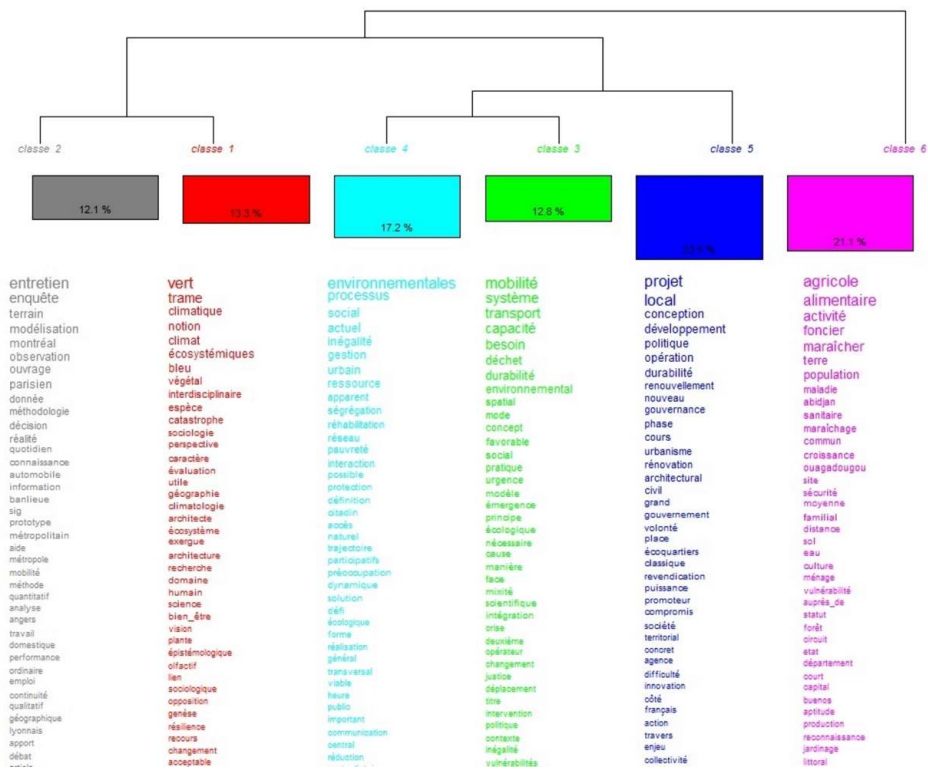 classe 2
classe 1
classe 4
classe 3
classe 5
classe 6
12.1 %
13.3 %
17.2 %
12.8 %
21.1 %
entretien
enquête
terrain
modélisation
montréal
observation
ouvrage
parisien
donnée
méthodologie
décision
réalité
quotidien
connaissance
automobile
information
banlieue
sig
prototype
métropolitain
aide
métropole
mobilité
méthode
quantitatif
analyse
angers
travail
domestique
performance
ordinaire
emploi
continuité
qualitatif
géographique
lyonnais
apport
débat
vert
trame
climatique
notion
climat
écosystémiques
bleu
végétal
interdisciplinaire
espèce
catastrophe
sociologie
perspective
caractère
évaluation
utile
géographie
climatologie
architecte
écosystème
exergue
architecture
recherche
domaine
humain
science
bien_être
vision
plante
épistémologique
olfactif
lien
sociologique
opposition
genèse
résilience
recours
changement
acceptable
environnementales
processus
social
actuel
inégalité
gestion
urbain
ressource
apparent
ségrégation
réhabilitation
réseau
pauvreté
interaction
possible
protection
définition
citadin
accès
naturel
trajectoire
participatifs
préoccupation
dynamique
solution
défi
écologique
forme
réalisation
général
transversal
viable
heure
public
important
communication
central
réduction
mobilité
système
transport
capacité
besoin
déchet
durabilité
environnemental
spatial
mode
concept
favorable
social
pratique
urgence
modèle
émergence
principe
écologique
nécessaire
cause
manière
face
mixité
scientifique
intégration
crise
deuxième
opérateur
changement
justice
déplacement
titre
intervention
politique
contexte
inégalité
vulnérabilités
projet
local
conception
développement
politique
opération
durabilité
renouvellement
nouveau
gouvernance
phase
cours
urbanisme
rénovation
architectural
civil
grand
gouvernement
volonté
place
écoquartiers
classique
revendication
puissance
promoteur
compromis
société
territorial
concret
agence
difficulté
innovation
côté
français
action
travers
enjeu
collectivité
agricole
alimentaire
activité
foncier
maraîcher
terre
population
maladie
abidjan
sanitaire
maraîchage
commun
croissance
ouagadougou
site
sécurité
moyenne
familial
distance
sol
eau
culture
ménage
vulnérabilité
auprès_de
statut
forêt
circuit
etat
département
court
capital
buenos
aptitude
production
reconnaissance
jardinage
littoral